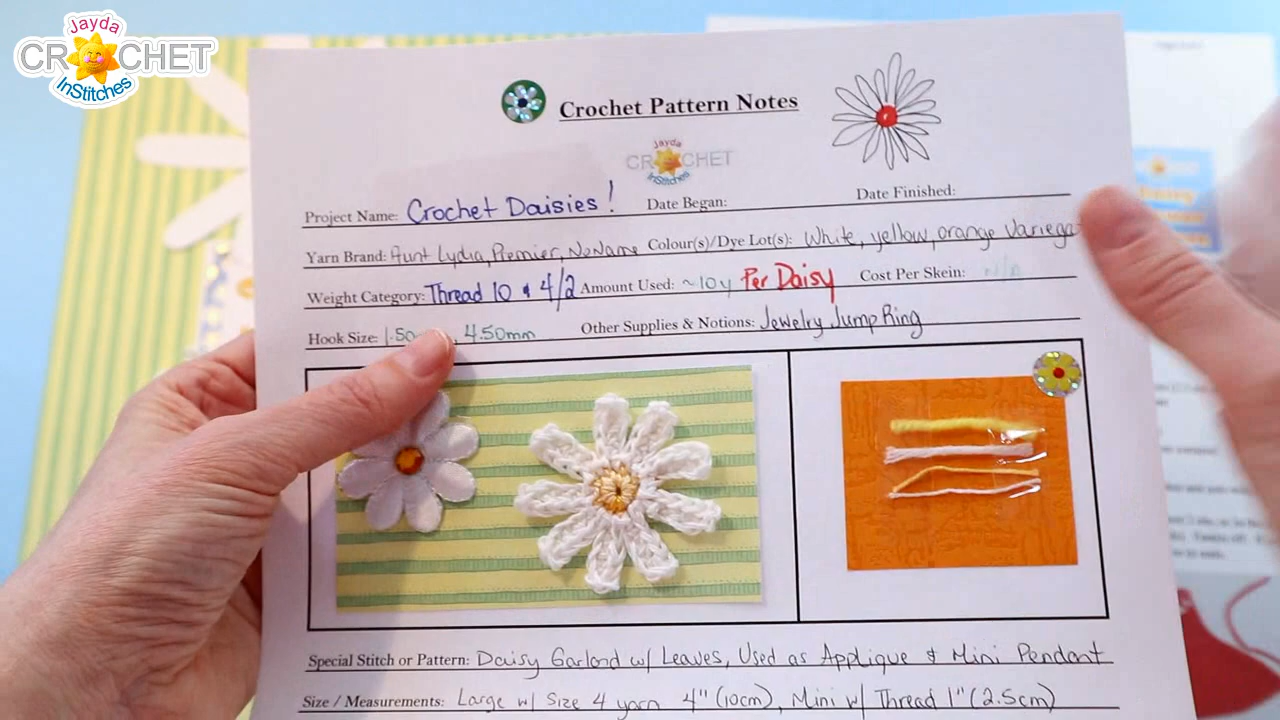 Jayda
CROCHET
InStitches
Crochet Pattern Notes
Jayda
CROCHET
InStitches
Project Name: Crochet Daisies! Date Began: Date Finished:
Yarn Brand: Aunt Lydia, Premier, NoName Colour(s)/Dye Lot(s): White, yellow, orange Variega
Weight Category: Thread 10 & 4/2 Amount Used: ~10y Per Daisy Cost Per Skein: n/a
Hook Size: 1.50 , 4.50mm Other Supplies & Notions: Jewelry Jump Ring
Special Stitch or Pattern: Daisy Garland w/ Leaves, Used as Applique & Mini Pendant
Size / Measurements: Large w/ Size 4 yarn 4" (10cm), Mini w/ Thread 1" (2.5cm)